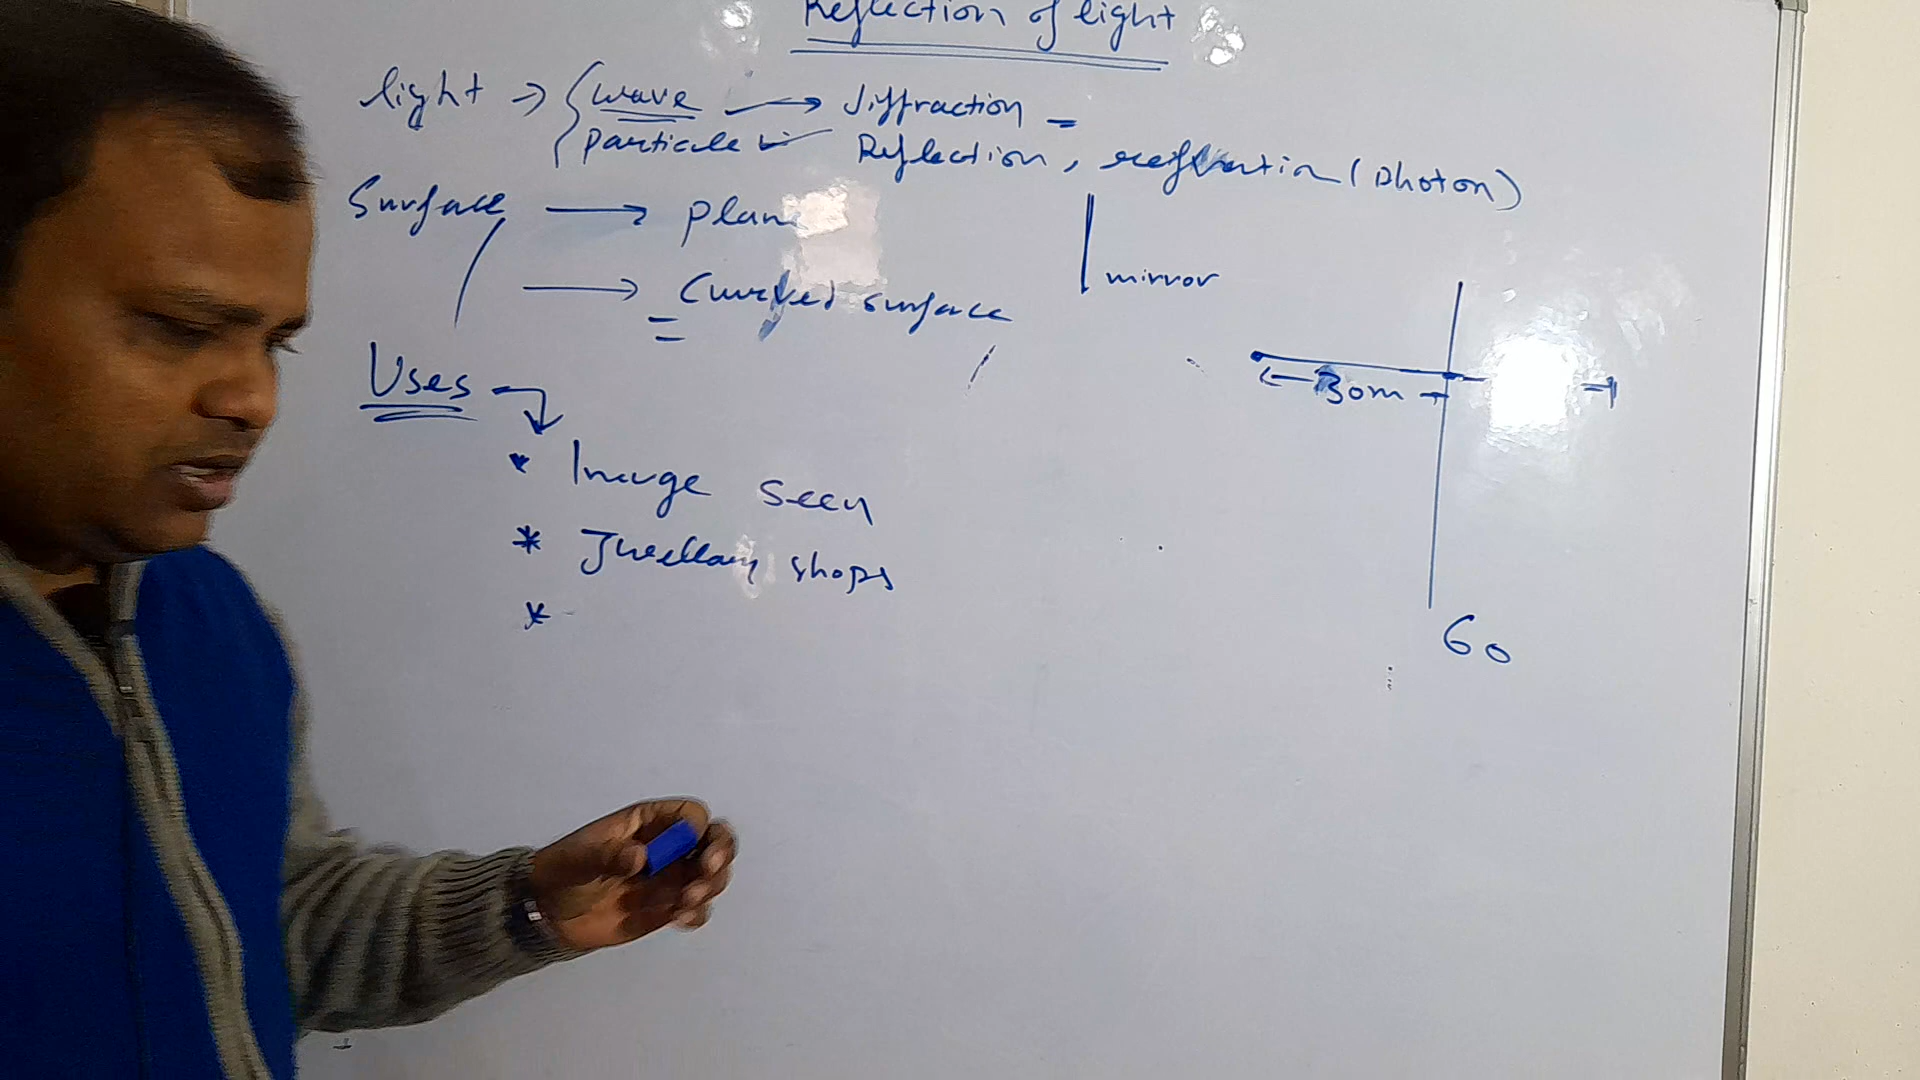 Reflection of light
light → { wave → diffraction =
particle Reflection, refraction (photon)
Surface → plane
mirror
→ Curved surface
30m
Uses
* Image seen
* Jwellary shops
*
60